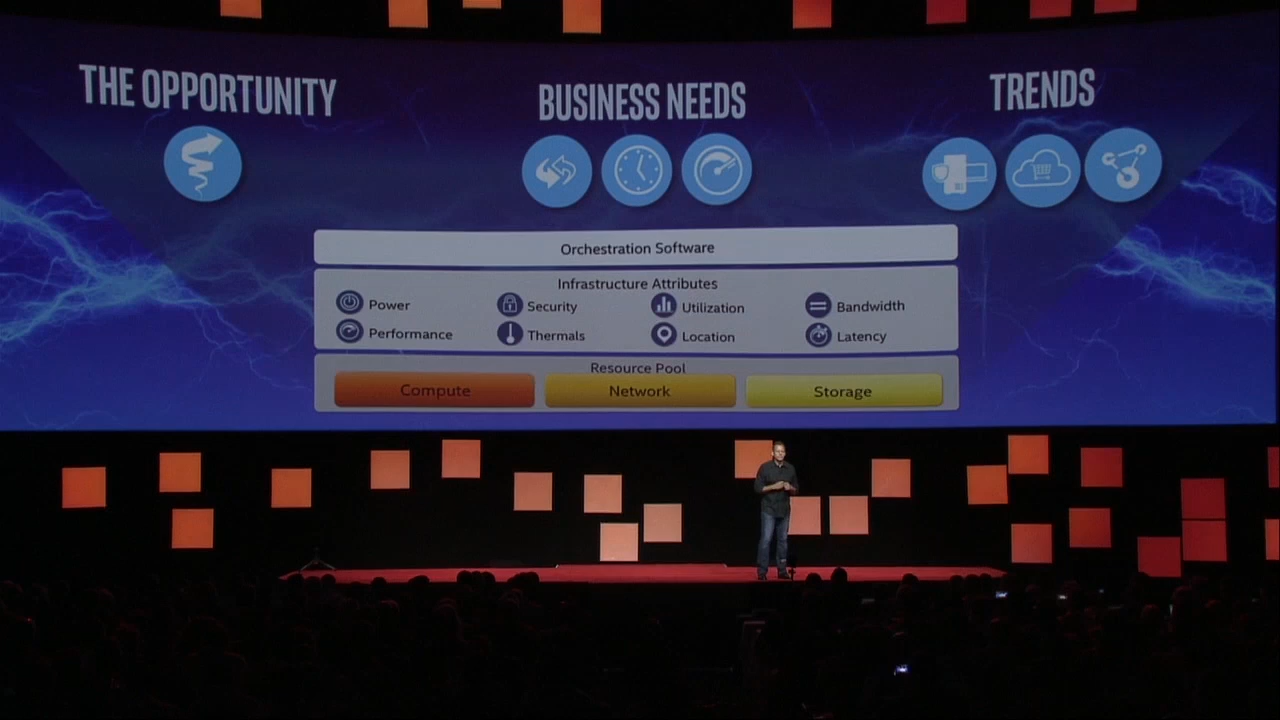 THE OPPORTUNITY
BUSINESS NEEDS
TRENDS
Orchestration Software
Infrastructure Attributes
Power
Security
Utilization
Bandwidth
Performance
Thermals
Location
Latency
Resource Pool
Compute
Network
Storage